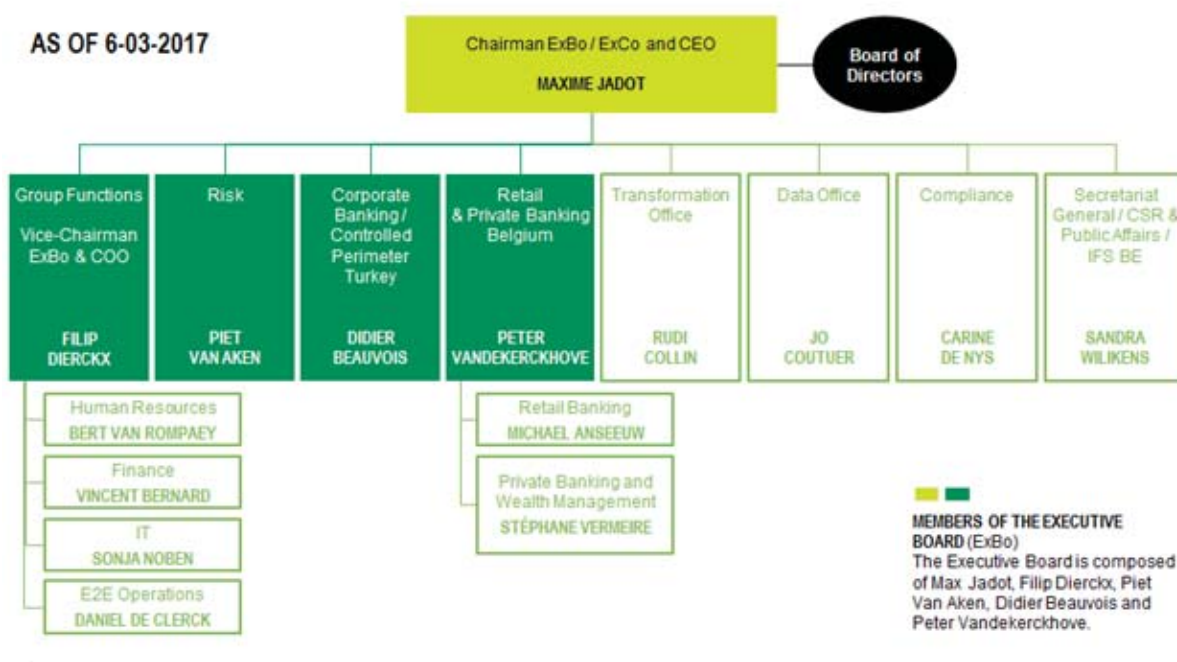 AS OF 6-03-2017
Chairman ExBo / ExCo and CEO
MAXIME JADOT
Board of
Directors
Group Functions
Vice-Chairman
ExBo & COO
FILIP
DIERCKX
Risk
PIET
VAN AKEN
Corporate
Banking /
Controlled
Perimeter
Turkey
DIDIER
BEAUVOIS
Retail
& Private Banking
Belgium
PETER
VANDEKERCKHOVE
Transformation
Office
RUDI
COLLIN
Data Office
JO
COUTUER
Compliance
CARINE
DE NYS
Secretariat
General / CSR &
Public Affairs /
IFS BE
SANDRA
WILIKENS
Human Resources
BERT VAN ROMPAEY
Finance
VINCENT BERNARD
IT
SONJA NOBEN
E2E Operations
DANIEL DE CLERCK
Retail Banking
MICHAEL ANSEEUW
Private Banking and
Wealth Management
STÉPHANE VERMEIRE
MEMBERS OF THE EXECUTIVE
BOARD (ExBo)
The Executive Board is composed
of Max Jadot, Filip Dierckx, Piet
Van Aken, Didier Beauvois and
Peter Vandekerckhove.